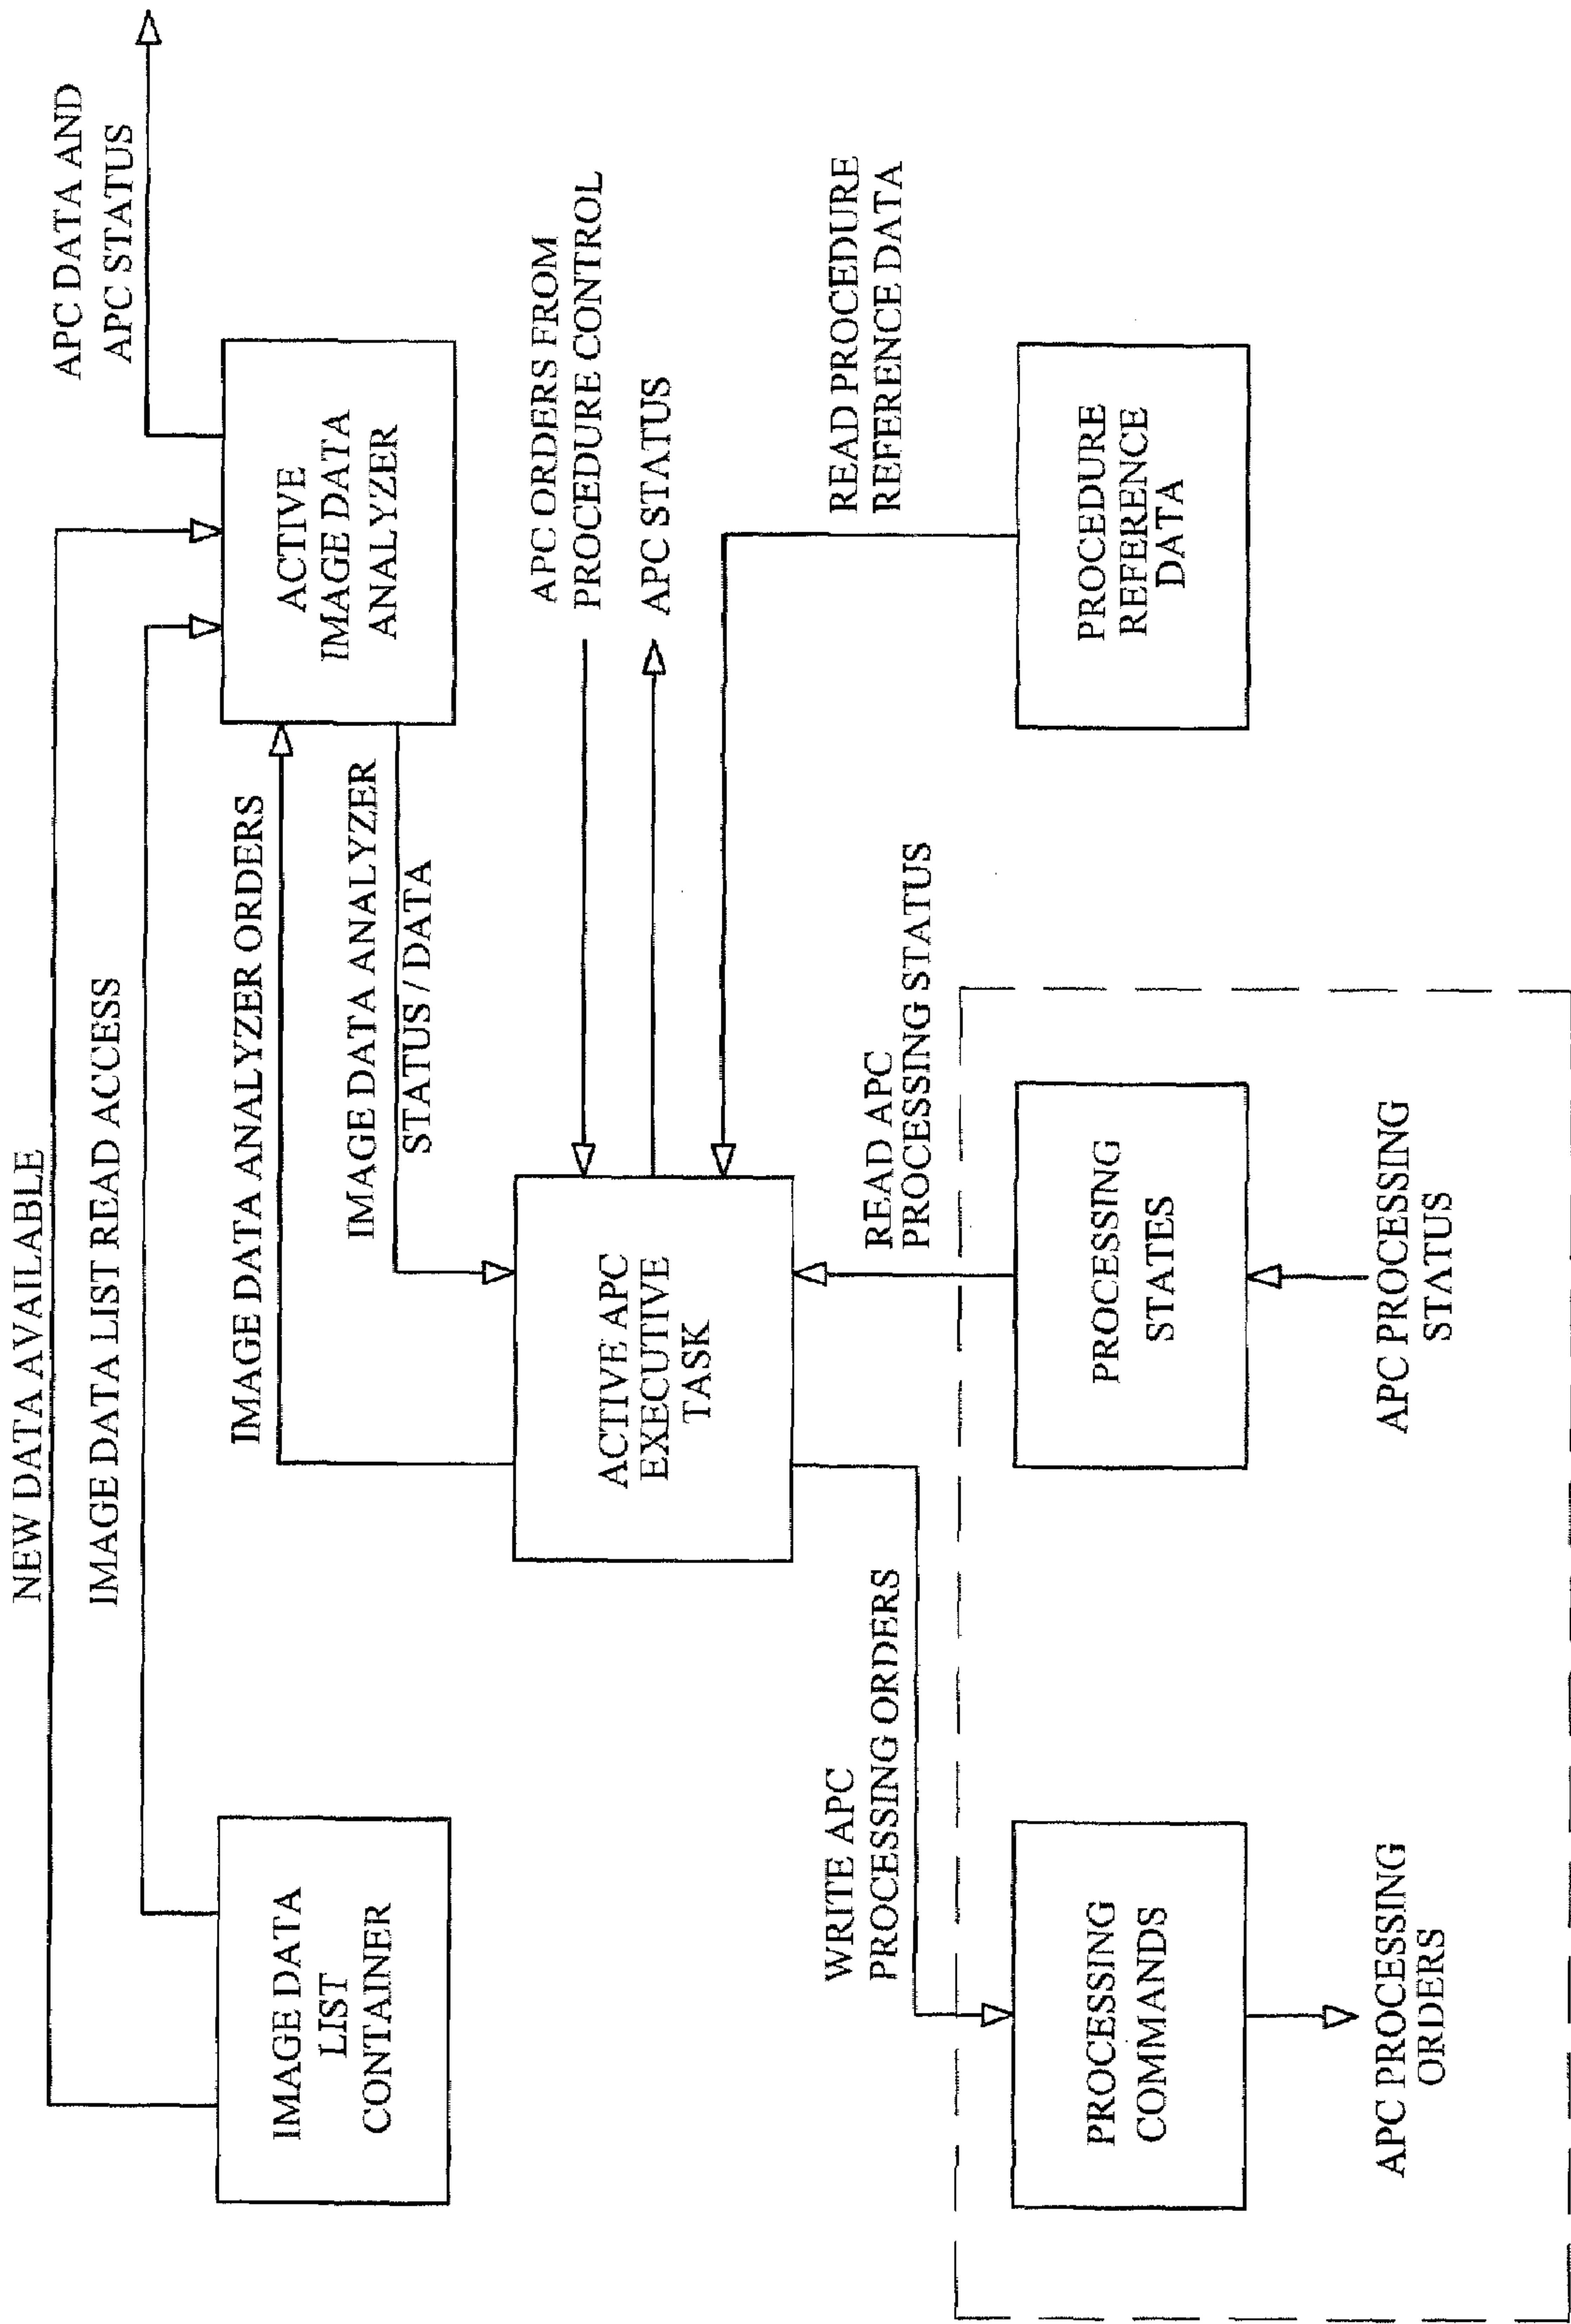 NEW DATA AVAILABLE
IMAGE DATA LIST READ ACCESS
APC DATA AND
APC STATUS
IMAGE DATA
LIST
CONTAINER
IMAGE DATA ANALYZER ORDERS
ACTIVE
IMAGE DATA
ANALYZER
IMAGE DATA ANALYZER
STATUS / DATA
APC ORDERS FROM
PROCEDURE CONTROL
APC STATUS
ACTIVE APC
EXECUTIVE
TASK
READ PROCEDURE
REFERENCE DATA
WRITE APC
PROCESSING ORDERS
READ APC
PROCESSING STATUS
PROCESSING
COMMANDS
PROCESSING
STATES
PROCEDURE
REFERENCE
DATA
APC PROCESSING
ORDERS
APC PROCESSING
STATUS